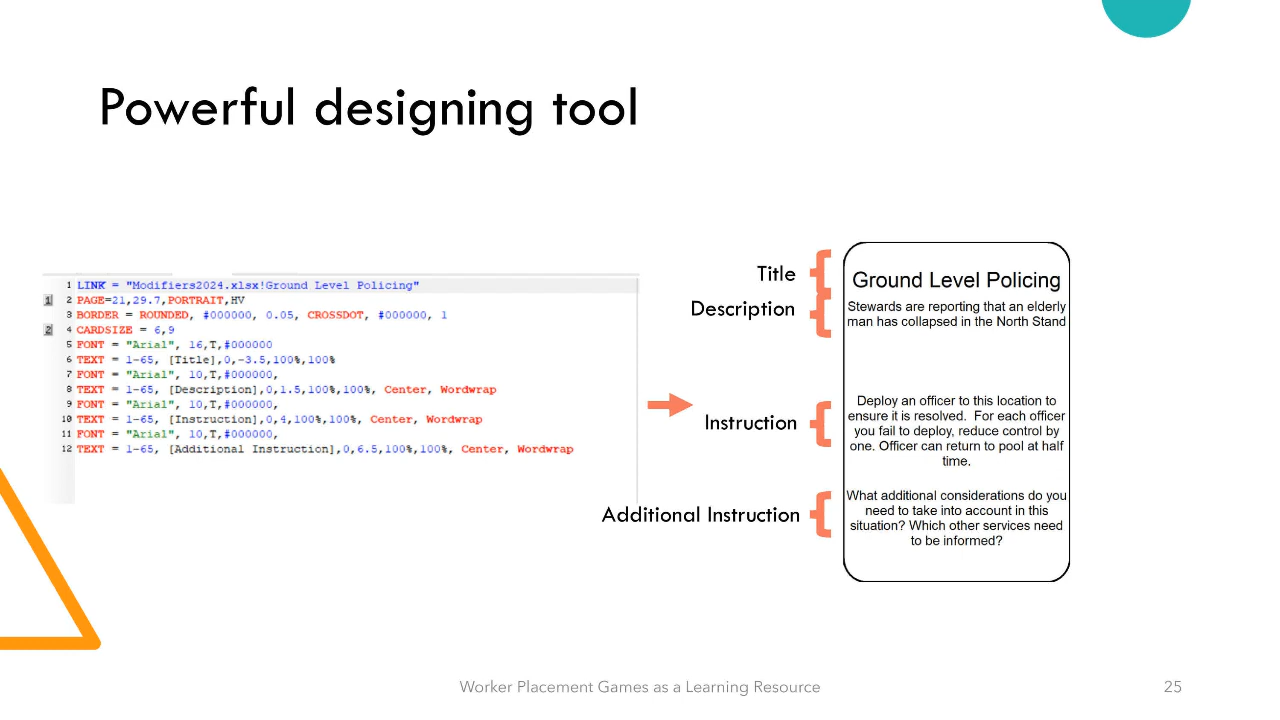 Powerful designing tool
1 LINK = "Modifiers2024.xlsx!Ground Level Policing"
1 2 PAGE=21,29.7,PORTRAIT,HV
3 BORDER = ROUNDED, #000000, 0.05, CROSSDOT, #000000, 1
2 4 CARDSIZE = 6,9
5 FONT = "Arial", 16,T,#000000
6 TEXT = 1-65, [Title],0,-3.5,100%,100%
7 FONT = "Arial", 10,T,#000000,
8 TEXT = 1-65, [Description],0,1.5,100%,100%, Center, Wordwrap
9 FONT = "Arial", 10,T,#000000,
10 TEXT = 1-65, [Instruction],0,4,100%,100%, Center, Wordwrap
11 FONT = "Arial", 10,T,#000000,
12 TEXT = 1-65, [Additional Instruction],0,6.5,100%,100%, Center, Wordwrap
Title
Description
Instruction
Additional Instruction
Ground Level Policing
Stewards are reporting that an elderly
man has collapsed in the North Stand
Deploy an officer to this location to
ensure it is resolved. For each officer
you fail to deploy, reduce control by
one. Officer can return to pool at half
time.
What additional considerations do you
need to take into account in this
situation? Which other services need
to be informed?
Worker Placement Games as a Learning Resource
25